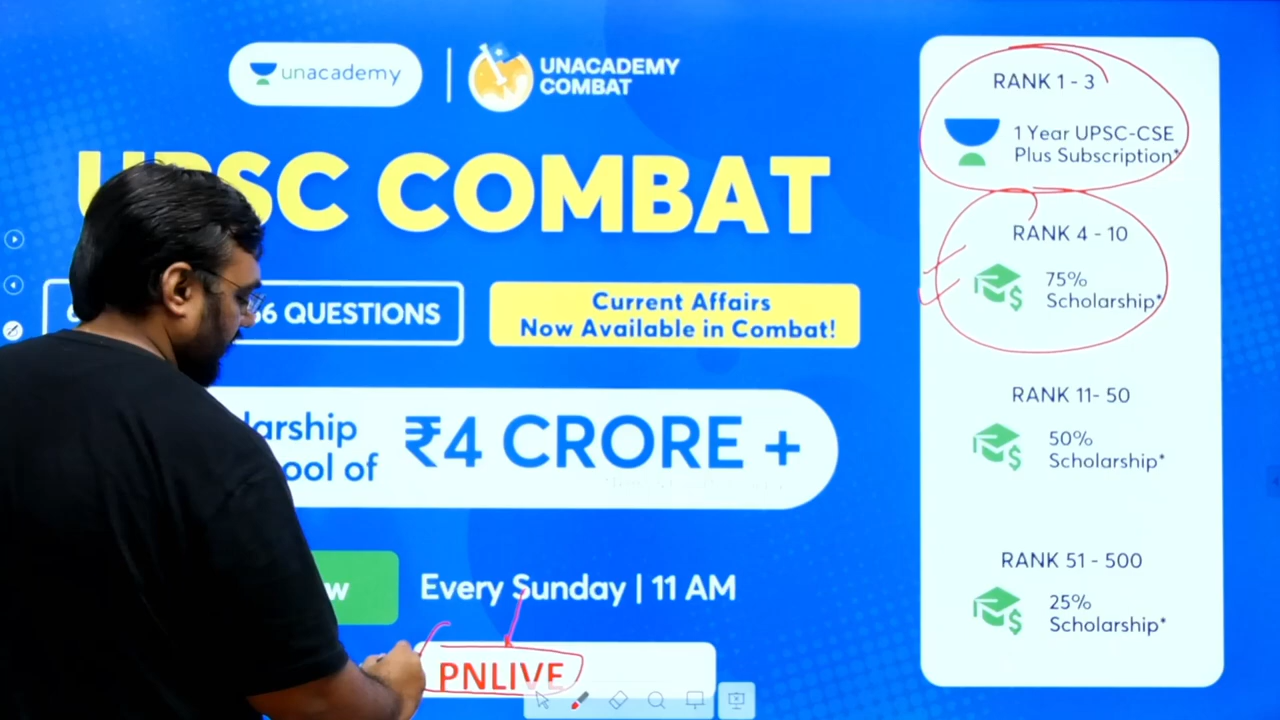 unacademy
UNACADEMY
COMBAT
UPSC COMBAT
66 QUESTIONS
Current Affairs
Now Available in Combat!
larship
ool of
₹4 CRORE +
Every Sunday | 11 AM
PNLIVE
RANK 1 - 3
1 Year UPSC-CSE
Plus Subscription*
RANK 4 - 10
75%
Scholarship*
RANK 11- 50
50%
Scholarship*
RANK 51 - 500
25%
Scholarship*